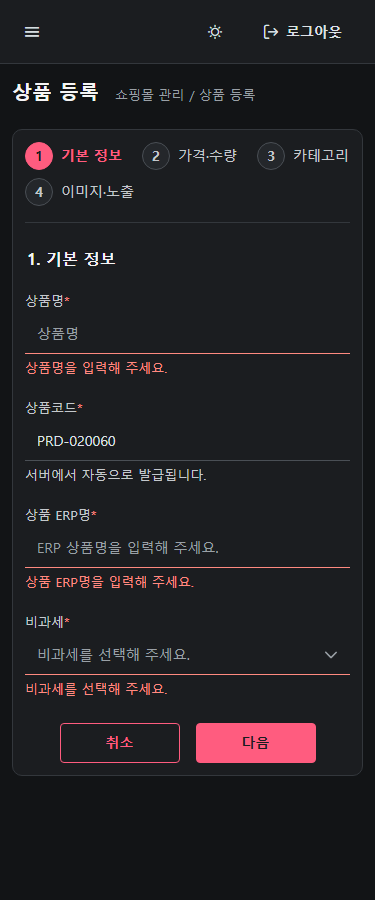 로그아웃
상품 등록 쇼핑몰 관리 / 상품 등록
1 기본 정보 2 가격·수량 3 카테고리
4 이미지·노출
1. 기본 정보
상품명*
상품명
상품명을 입력해 주세요.
상품코드*
PRD-020060
서버에서 자동으로 발급됩니다.
상품 ERP명*
ERP 상품명을 입력해 주세요.
상품 ERP명을 입력해 주세요.
비과세*
비과세를 선택해 주세요.
비과세를 선택해 주세요.
취소 다음